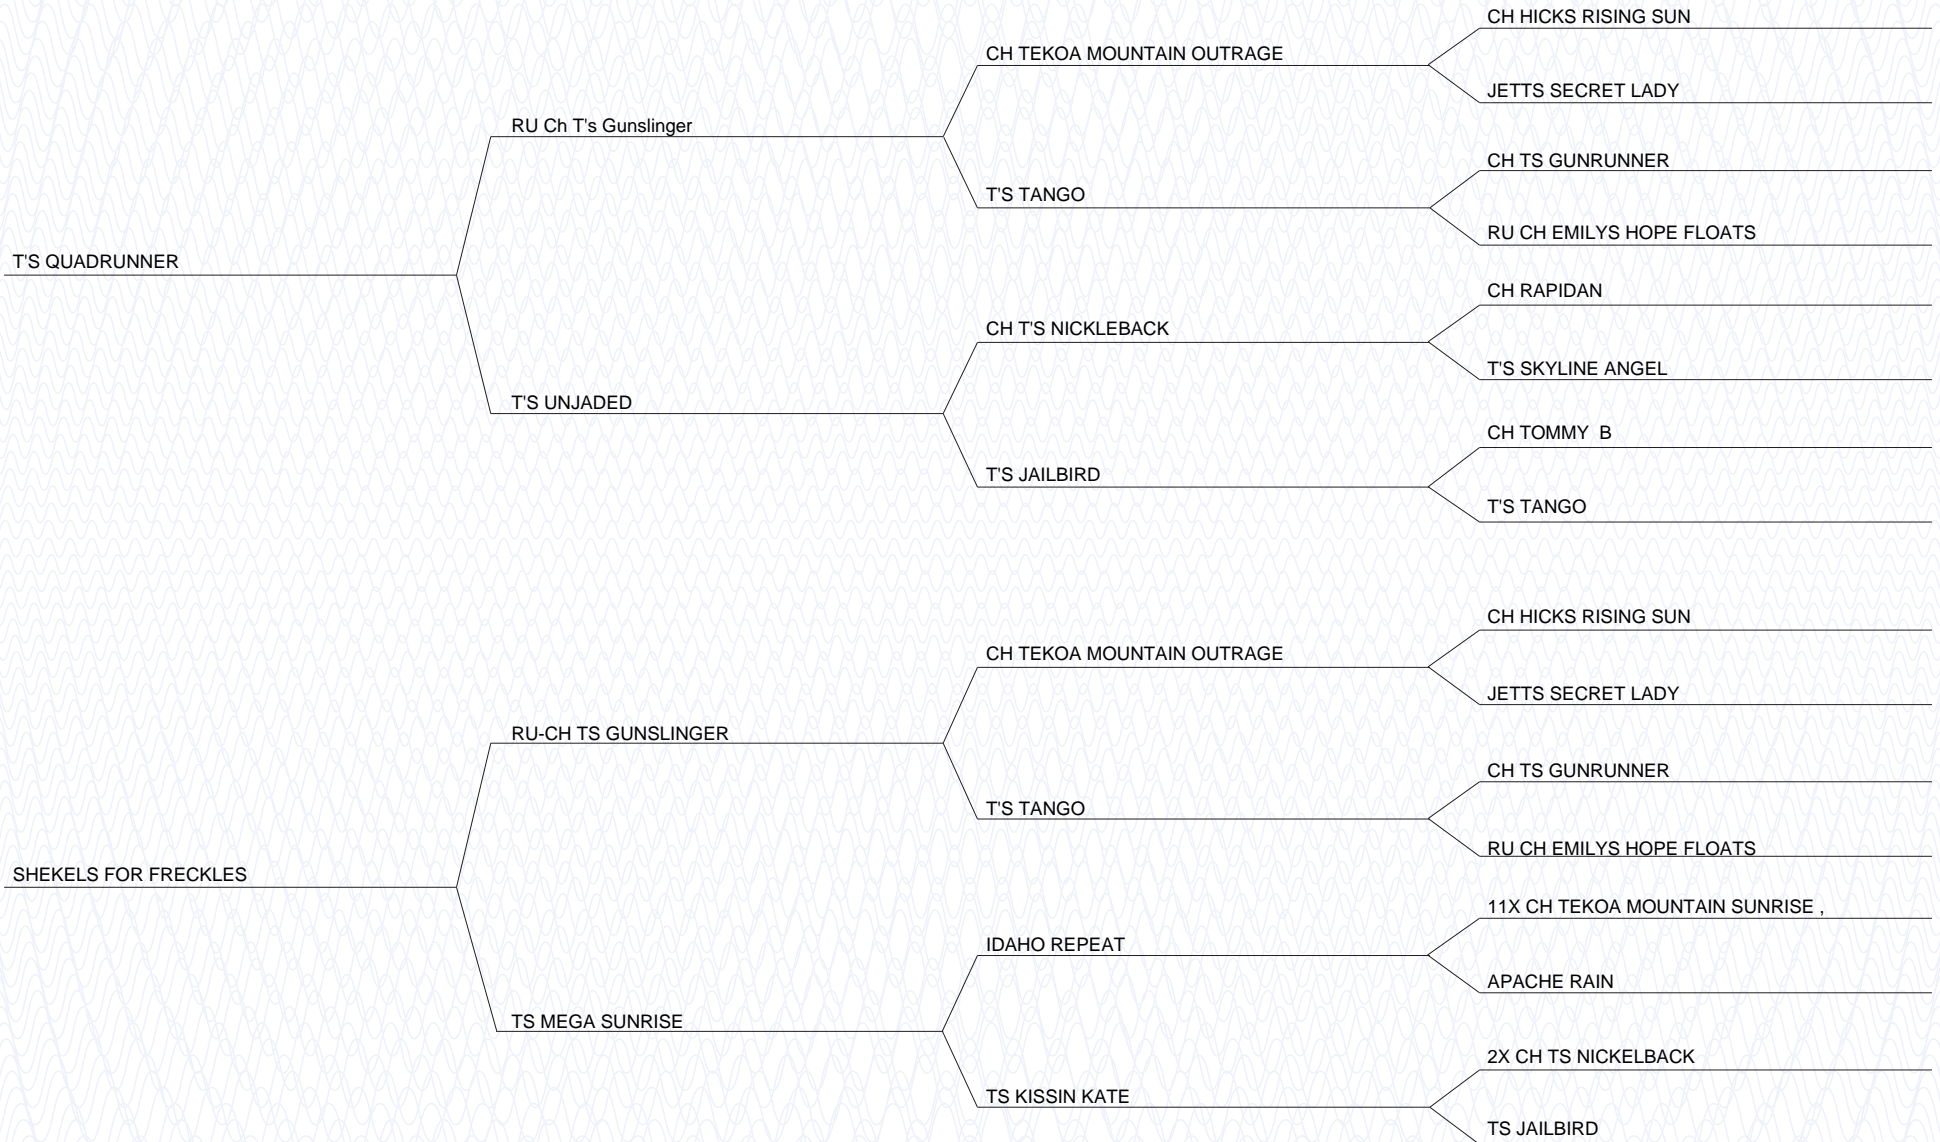 CH HICKS RISING SUN
CH TEKOA MOUNTAIN OUTRAGE
JETTS SECRET LADY
RU Ch T's Gunslinger
CH TS GUNRUNNER
T'S TANGO
RU CH EMILYS HOPE FLOATS
T'S QUADRUNNER
CH RAPIDAN
CH T'S NICKLEBACK
T'S SKYLINE ANGEL
T'S UNJADED
CH TOMMY  B
T'S JAILBIRD
T'S TANGO
CH HICKS RISING SUN
CH TEKOA MOUNTAIN OUTRAGE
JETTS SECRET LADY
RU-CH TS GUNSLINGER
CH TS GUNRUNNER
T'S TANGO
RU CH EMILYS HOPE FLOATS
SHEKELS FOR FRECKLES
11X CH TEKOA MOUNTAIN SUNRISE ,
IDAHO REPEAT
APACHE RAIN
TS MEGA SUNRISE
2X CH TS NICKELBACK
TS KISSIN KATE
TS JAILBIRD